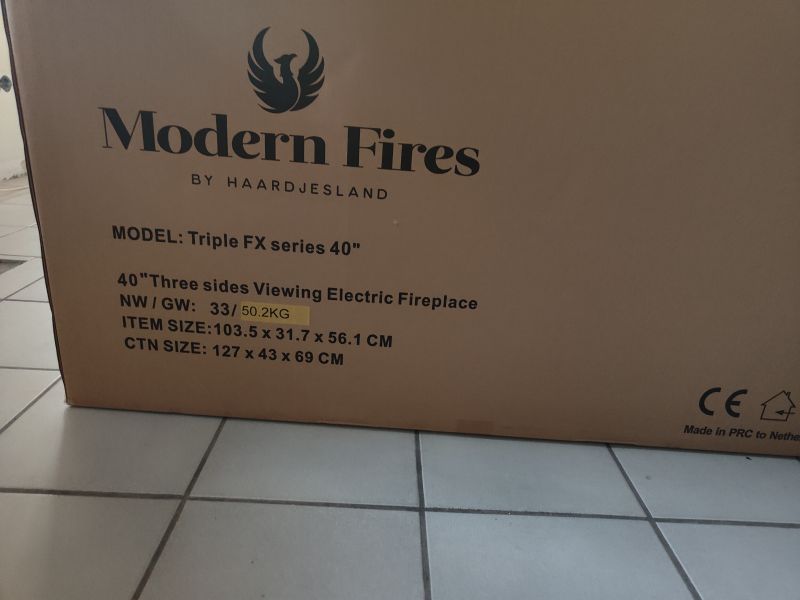 Modern Fires
BY HAARDJESLAND
MODEL: Triple FX series 40"
40"Three sides Viewing Electric Fireplace
NW / GW: 33/ 50.2KG
ITEM SIZE:103.5 x 31.7 x 56.1 CM
CTN SIZE: 127 x 43 x 69 CM
CE
Made in PRC to Nethe